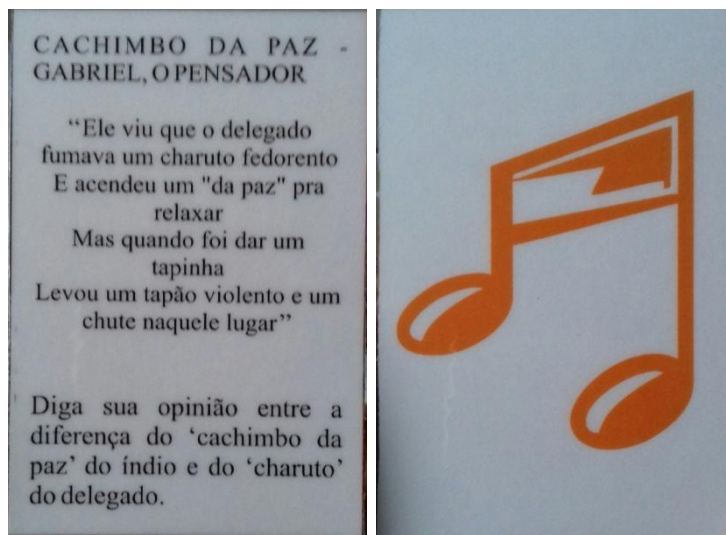 CACHIMBO DA PAZ -
GABRIEL, O PENSADOR
“Ele viu que o delegado
fumava um charuto fedorento
E acendeu um "da paz" pra
relaxar
Mas quando foi dar um
tapinha
Levou um tapão violento e um
chute naquele lugar”
Diga sua opinião entre a
diferença do ‘cachimbo da
paz’ do índio e do ‘charuto’
do delegado.